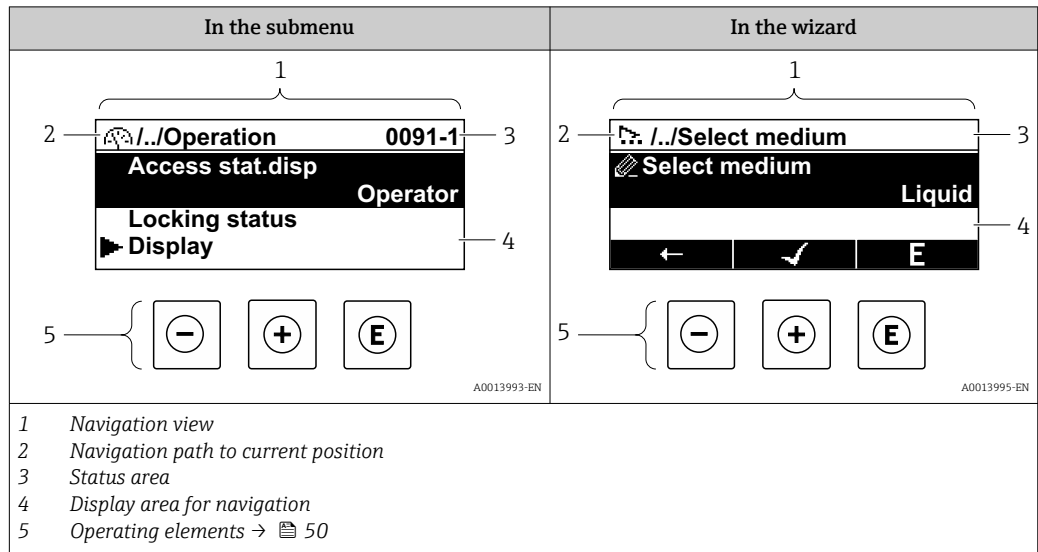 In the submenu
In the wizard
1
2
/../Operation 0091-1
3
Access stat.disp
Operator
Locking status
Display
4
5
- + E
A0013993-EN
1
2
/../Select medium
3
Select medium
Liquid
4
← ✓ E
5
- + E
A0013995-EN
1 Navigation view
2 Navigation path to current position
3 Status area
4 Display area for navigation
5 Operating elements → 50